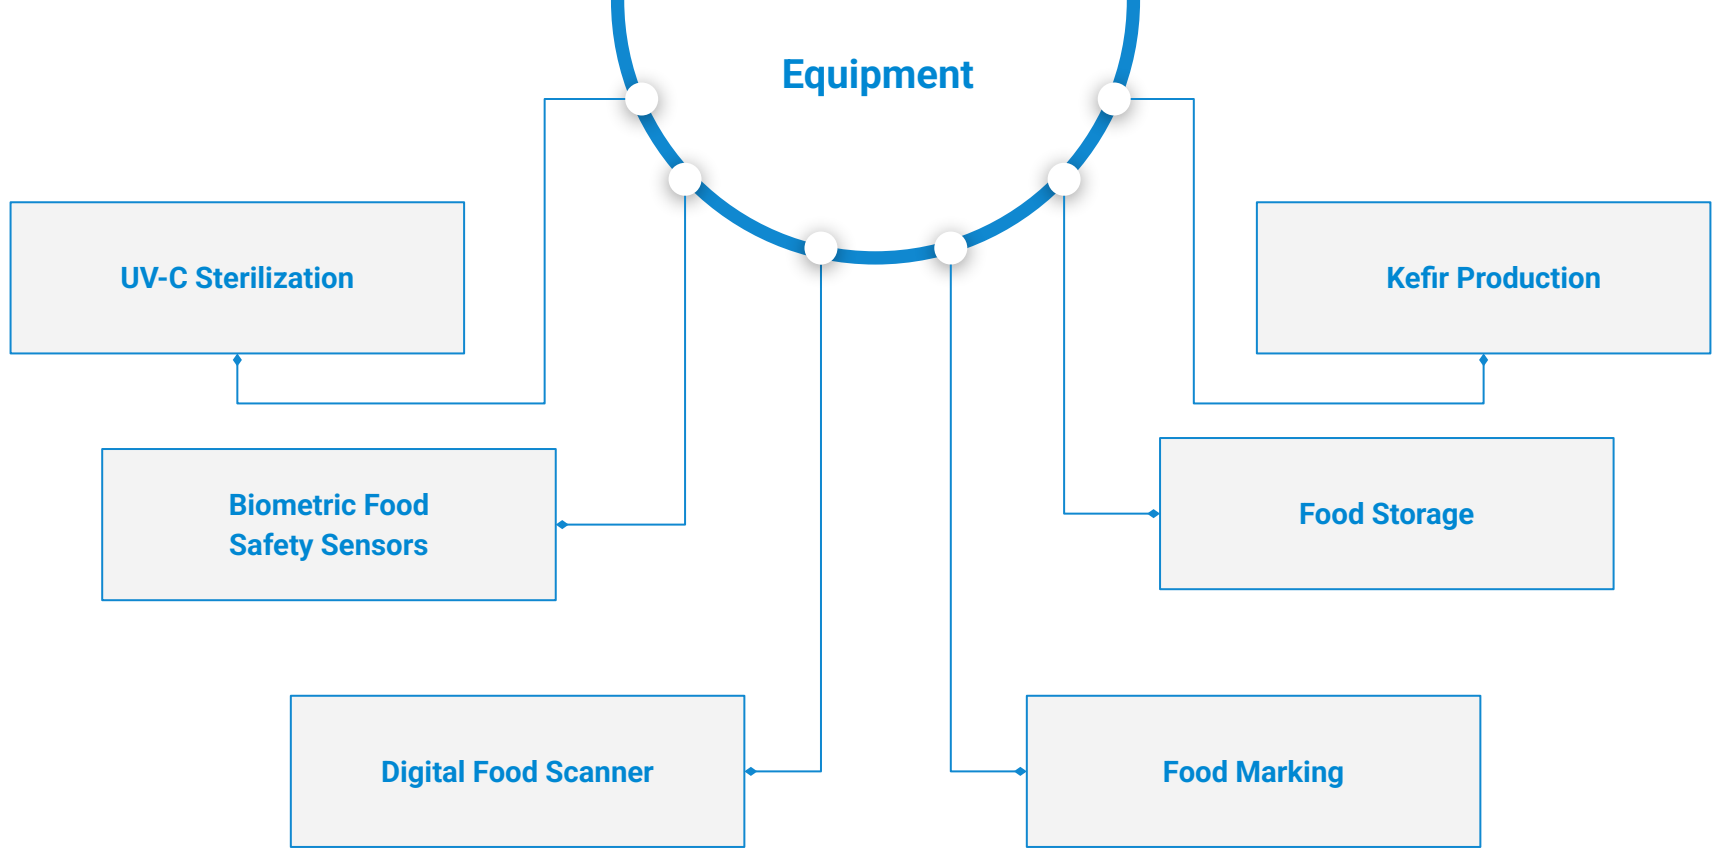 Equipment
UV-C Sterilization
Kefir Production
Biometric Food
Safety Sensors
Food Storage
Digital Food Scanner
Food Marking